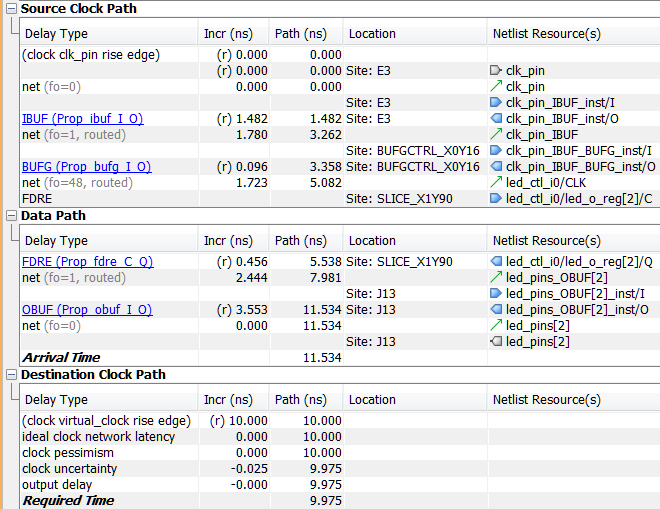 Source Clock Path
Delay Type Incr (ns) Path (ns) Location Netlist Resource(s)
(clock clk_pin rise edge) (r) 0.000 0.000
(r) 0.000 0.000 Site: E3 clk_pin
net (fo=0) 0.000 0.000 clk_pin
Site: E3 clk_pin_IBUF_inst/I
IBUF (Prop_ibuf_I_O) (r) 1.482 1.482 Site: E3 clk_pin_IBUF_inst/O
net (fo=1, routed) 1.780 3.262 clk_pin_IBUF
Site: BUFGCTRL_X0Y16 clk_pin_IBUF_BUFG_inst/I
BUFG (Prop_bufg_I_O) (r) 0.096 3.358 Site: BUFGCTRL_X0Y16 clk_pin_IBUF_BUFG_inst/O
net (fo=48, routed) 1.723 5.082 led_ctl_i0/CLK
FDRE Site: SLICE_X1Y90 led_ctl_i0/led_o_reg[2]/C
Data Path
Delay Type Incr (ns) Path (ns) Location Netlist Resource(s)
FDRE (Prop_fdre_C_Q) (r) 0.456 5.538 Site: SLICE_X1Y90 led_ctl_i0/led_o_reg[2]/Q
net (fo=1, routed) 2.444 7.981 led_pins_OBUF[2]
Site: J13 led_pins_OBUF[2]_inst/I
OBUF (Prop_obuf_I_O) (r) 3.553 11.534 Site: J13 led_pins_OBUF[2]_inst/O
net (fo=0) 0.000 11.534 led_pins[2]
Site: J13 led_pins[2]
Arrival Time 11.534
Destination Clock Path
Delay Type Incr (ns) Path (ns) Location Netlist Resource(s)
(clock virtual_clock rise edge) (r) 10.000 10.000
ideal clock network latency 0.000 10.000
clock pessimism 0.000 10.000
clock uncertainty -0.025 9.975
output delay -0.000 9.975
Required Time 9.975